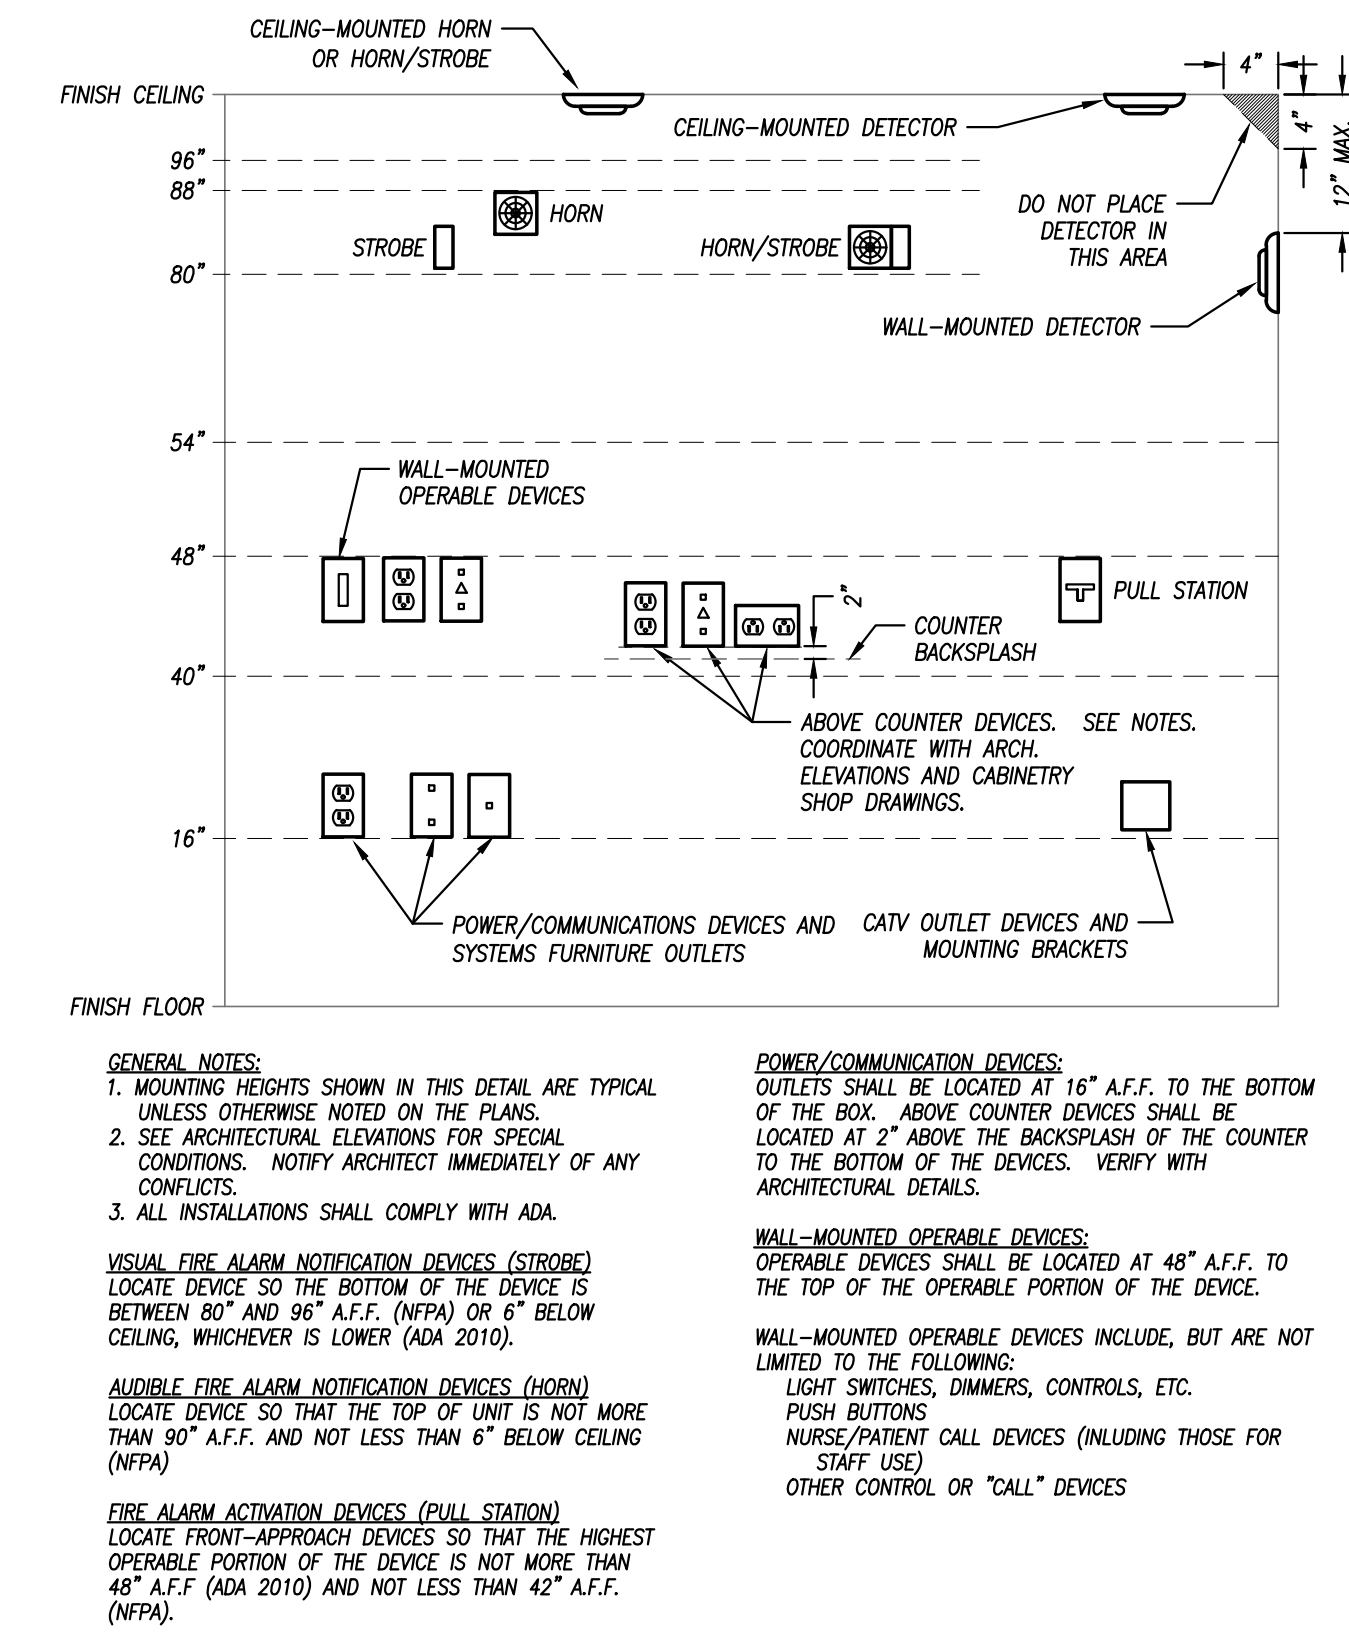 CEILING-MOUNTED HORN
OR HORN/STROBE
4"
FINISH CEILING
CEILING-MOUNTED DETECTOR
4"
12" MAX.
96"
88"
DO NOT PLACE
DETECTOR IN
THIS AREA
HORN
STROBE
HORN/STROBE
80"
WALL-MOUNTED DETECTOR
54"
WALL-MOUNTED
OPERABLE DEVICES
48"
2"
PULL STATION
COUNTER
BACKSPLASH
40"
ABOVE COUNTER DEVICES. SEE NOTES.
COORDINATE WITH ARCH.
ELEVATIONS AND CABINETRY
SHOP DRAWINGS.
16"
POWER/COMMUNICATIONS DEVICES AND
SYSTEMS FURNITURE OUTLETS
CATV OUTLET DEVICES AND
MOUNTING BRACKETS
FINISH FLOOR
GENERAL NOTES:
1. MOUNTING HEIGHTS SHOWN IN THIS DETAIL ARE TYPICAL
UNLESS OTHERWISE NOTED ON THE PLANS.
2. SEE ARCHITECTURAL ELEVATIONS FOR SPECIAL
CONDITIONS. NOTIFY ARCHITECT IMMEDIATELY OF ANY
CONFLICTS.
3. ALL INSTALLATIONS SHALL COMPLY WITH ADA.
VISUAL FIRE ALARM NOTIFICATION DEVICES (STROBE)
LOCATE DEVICE SO THE BOTTOM OF THE DEVICE IS
BETWEEN 80" AND 96" A.F.F. (NFPA) OR 6" BELOW
CEILING, WHICHEVER IS LOWER (ADA 2010).
AUDIBLE FIRE ALARM NOTIFICATION DEVICES (HORN)
LOCATE DEVICE SO THAT THE TOP OF UNIT IS NOT MORE
THAN 90" A.F.F. AND NOT LESS THAN 6" BELOW CEILING
(NFPA)
FIRE ALARM ACTIVATION DEVICES (PULL STATION)
LOCATE FRONT-APPROACH DEVICES SO THAT THE HIGHEST
OPERABLE PORTION OF THE DEVICE IS NOT MORE THAN
48" A.F.F (ADA 2010) AND NOT LESS THAN 42" A.F.F.
(NFPA).
POWER/COMMUNICATION DEVICES:
OUTLETS SHALL BE LOCATED AT 16" A.F.F. TO THE BOTTOM
OF THE BOX. ABOVE COUNTER DEVICES SHALL BE
LOCATED AT 2" ABOVE THE BACKSPLASH OF THE COUNTER
TO THE BOTTOM OF THE DEVICES. VERIFY WITH
ARCHITECTURAL DETAILS.
WALL-MOUNTED OPERABLE DEVICES:
OPERABLE DEVICES SHALL BE LOCATED AT 48" A.F.F. TO
THE TOP OF THE OPERABLE PORTION OF THE DEVICE.
WALL-MOUNTED OPERABLE DEVICES INCLUDE, BUT ARE NOT
LIMITED TO THE FOLLOWING:
LIGHT SWITCHES, DIMMERS, CONTROLS, ETC.
PUSH BUTTONS
NURSE/PATIENT CALL DEVICES (INLUDING THOSE FOR
STAFF USE)
OTHER CONTROL OR "CALL" DEVICES